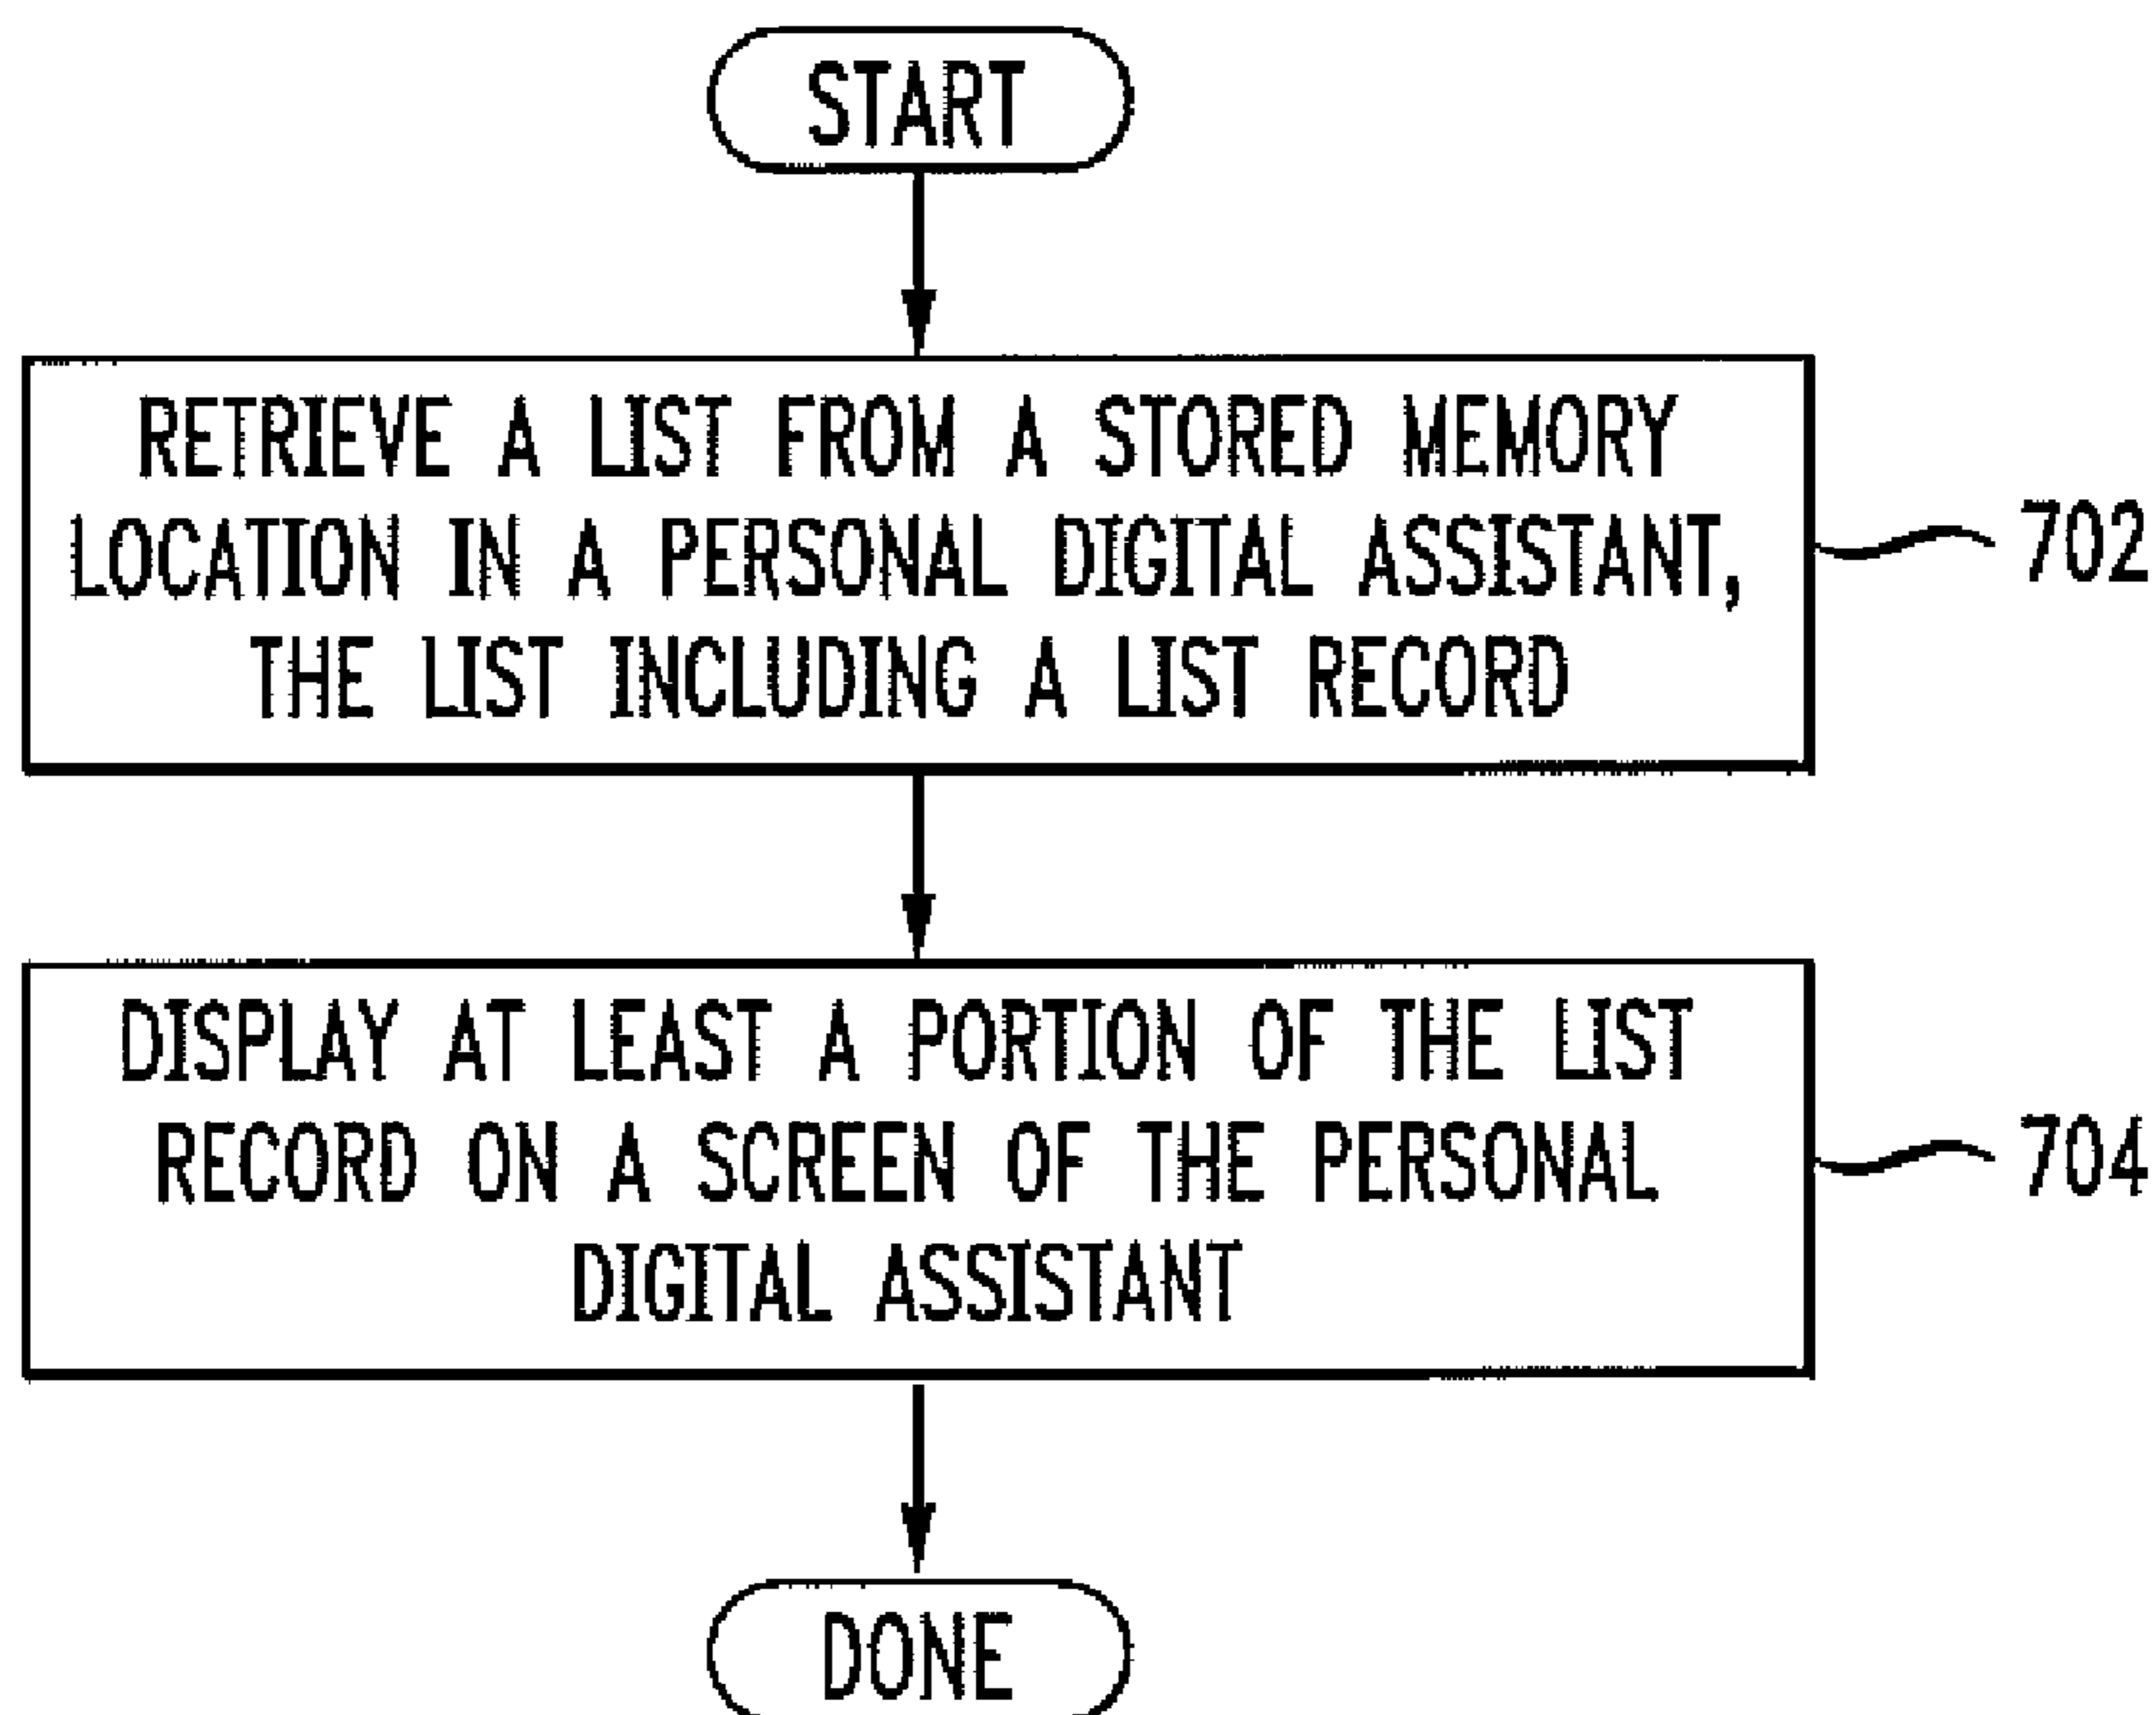 START
RETRIEVE A LIST FROM A STORED MEMORY
LOCATION IN A PERSONAL DIGITAL ASSISTANT,
THE LIST INCLUDING A LIST RECORD
702
DISPLAY AT LEAST A PORTION OF THE LIST
RECORD ON A SCREEN OF THE PERSONAL
DIGITAL ASSISTANT
704
DONE